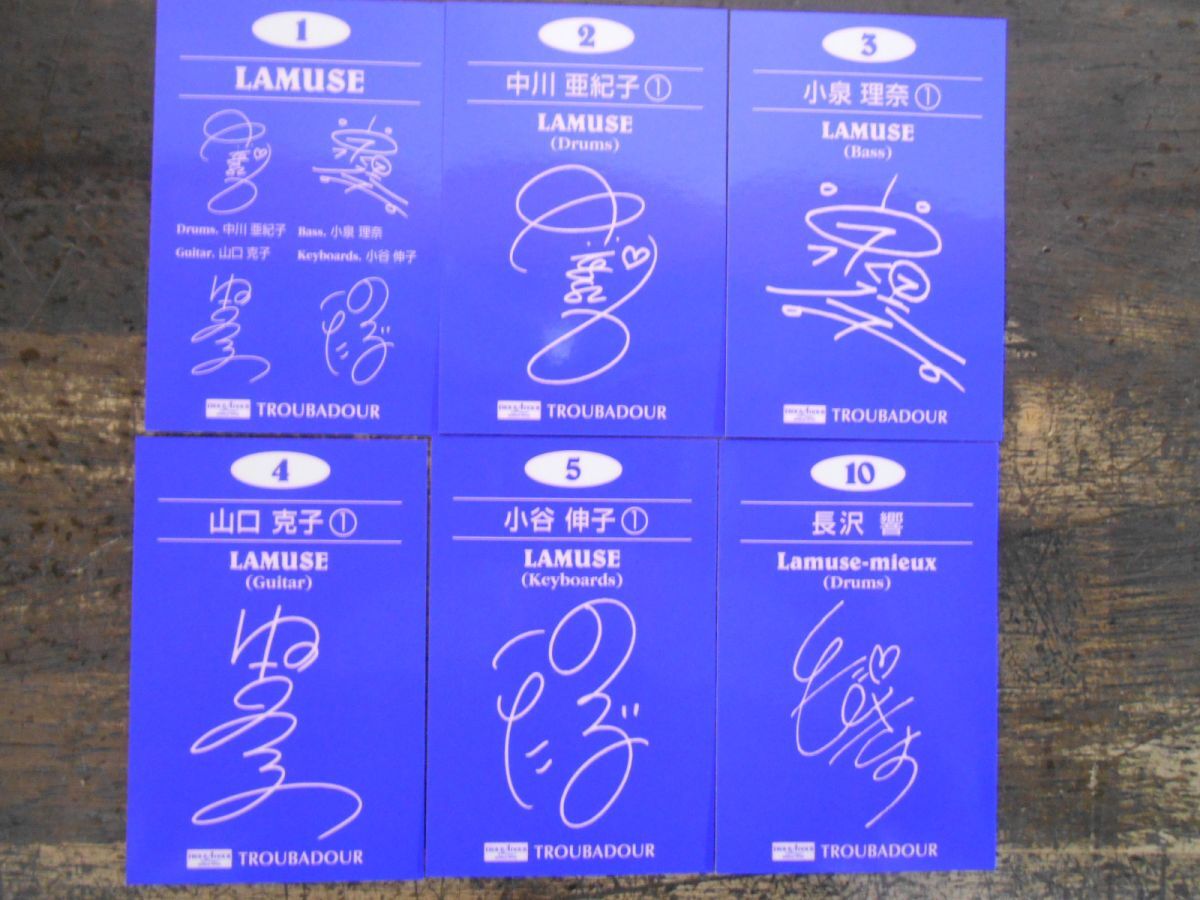 1
LAMUSE
Drums. 中川 亜紀子 Bass. 小泉 理奈
Guitar. 山口 克子 Keyboards. 小谷 伸子
TROUBADOUR
2
中川 亜紀子①
LAMUSE
(Drums)
TROUBADOUR
3
小泉 理奈①
LAMUSE
(Bass)
TROUBADOUR
4
山口 克子①
LAMUSE
(Guitar)
TROUBADOUR
5
小谷 伸子①
LAMUSE
(Keyboards)
TROUBADOUR
10
長沢 響
Lamuse-mieux
(Drums)
TROUBADOUR